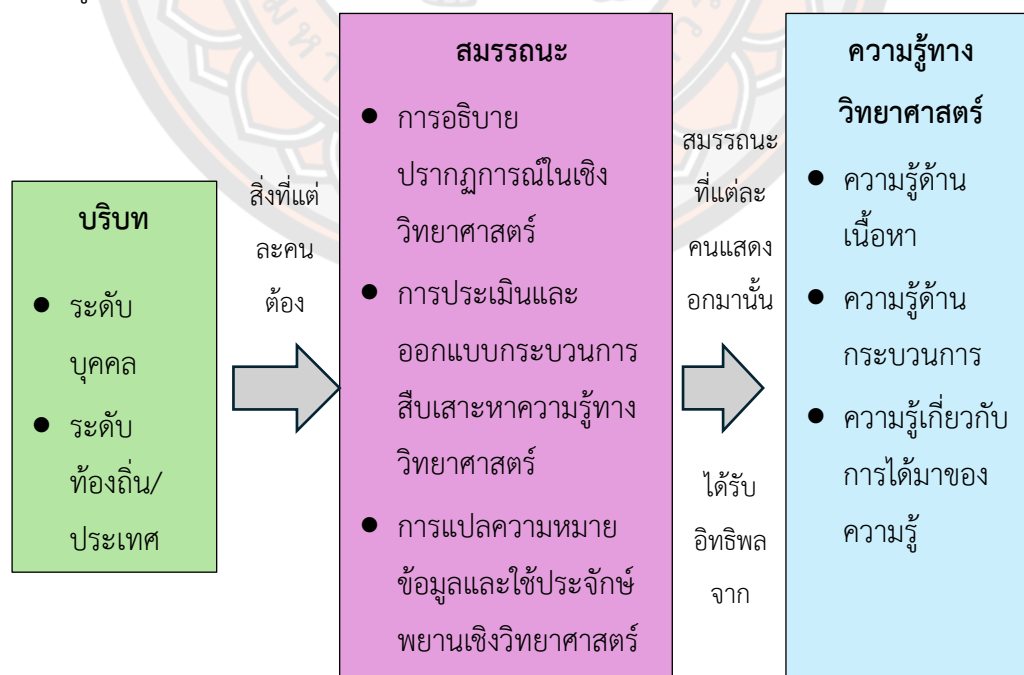 บริบท
ระดับ
บุคคล
ระดับ
ท้องถิ่น/
ประเทศ
สิ่งที่แต่
ละคน
ต้อง
สมรรถนะ
การอธิบาย
ปรากฏการณ์ในเชิง
วิทยาศาสตร์
การประเมินและ
ออกแบบกระบวนการ
สืบเสาะหาความรู้ทาง
วิทยาศาสตร์
การแปลความหมาย
ข้อมูลและใช้ประจักษ์
พยานเชิงวิทยาศาสตร์
สมรรถนะ
ที่แต่ละ
คนแสดง
อกมานั้น
ได้รับ
อิทธิพล
จาก
ความรู้ทาง
วิทยาศาสตร์
ความรู้ด้าน
เนื้อหา
ความรู้ด้าน
กระบวนการ
ความรู้เกี่ยวกับ
การได้มาของ
ความรู้